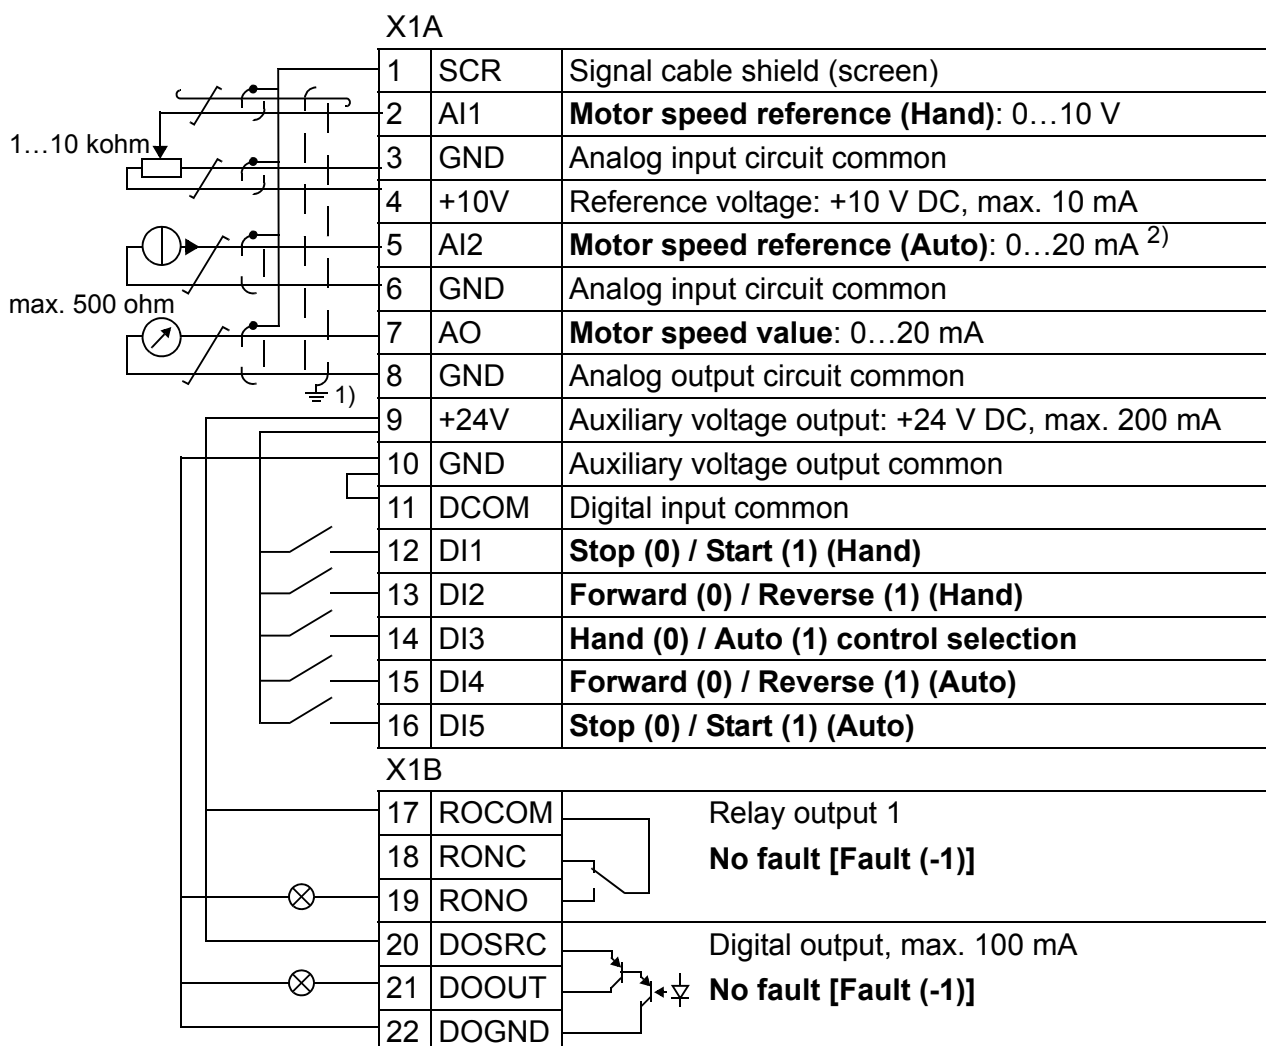 X1A
1 SCR Signal cable shield (screen)
2 AI1 Motor speed reference (Hand): 0…10 V
1…10 kohm
3 GND Analog input circuit common
4 +10V Reference voltage: +10 V DC, max. 10 mA
5 AI2 Motor speed reference (Auto): 0…20 mA 2)
6 GND Analog input circuit common
max. 500 ohm
7 AO Motor speed value: 0…20 mA
8 GND Analog output circuit common
1)
9 +24V Auxiliary voltage output: +24 V DC, max. 200 mA
10 GND Auxiliary voltage output common
11 DCOM Digital input common
12 DI1 Stop (0) / Start (1) (Hand)
13 DI2 Forward (0) / Reverse (1) (Hand)
14 DI3 Hand (0) / Auto (1) control selection
15 DI4 Forward (0) / Reverse (1) (Auto)
16 DI5 Stop (0) / Start (1) (Auto)
X1B
17 ROCOM Relay output 1
18 RONC No fault [Fault (-1)]
19 RONO
20 DOSRC Digital output, max. 100 mA
21 DOOUT No fault [Fault (-1)]
22 DOGND